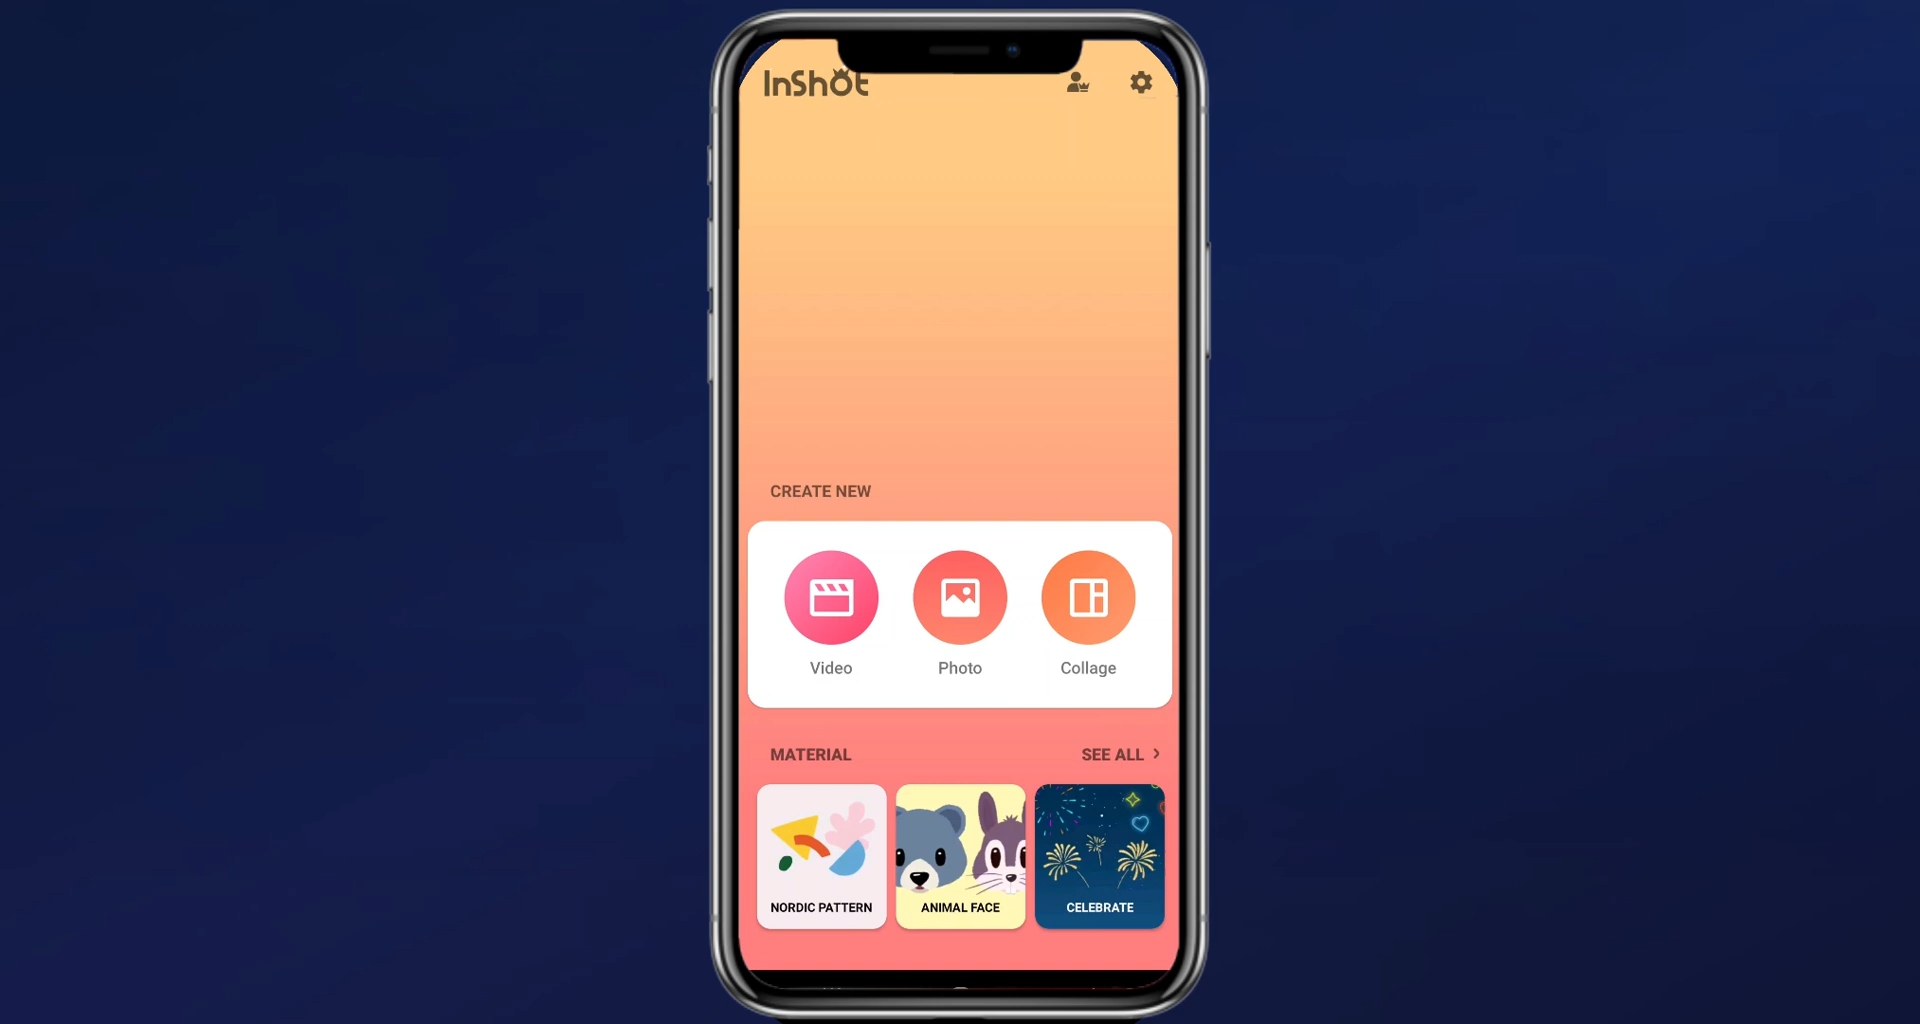 InShot
CREATE NEW
Video Photo Collage
MATERIAL SEE ALL >
NORDIC PATTERN ANIMAL FACE CELEBRATE